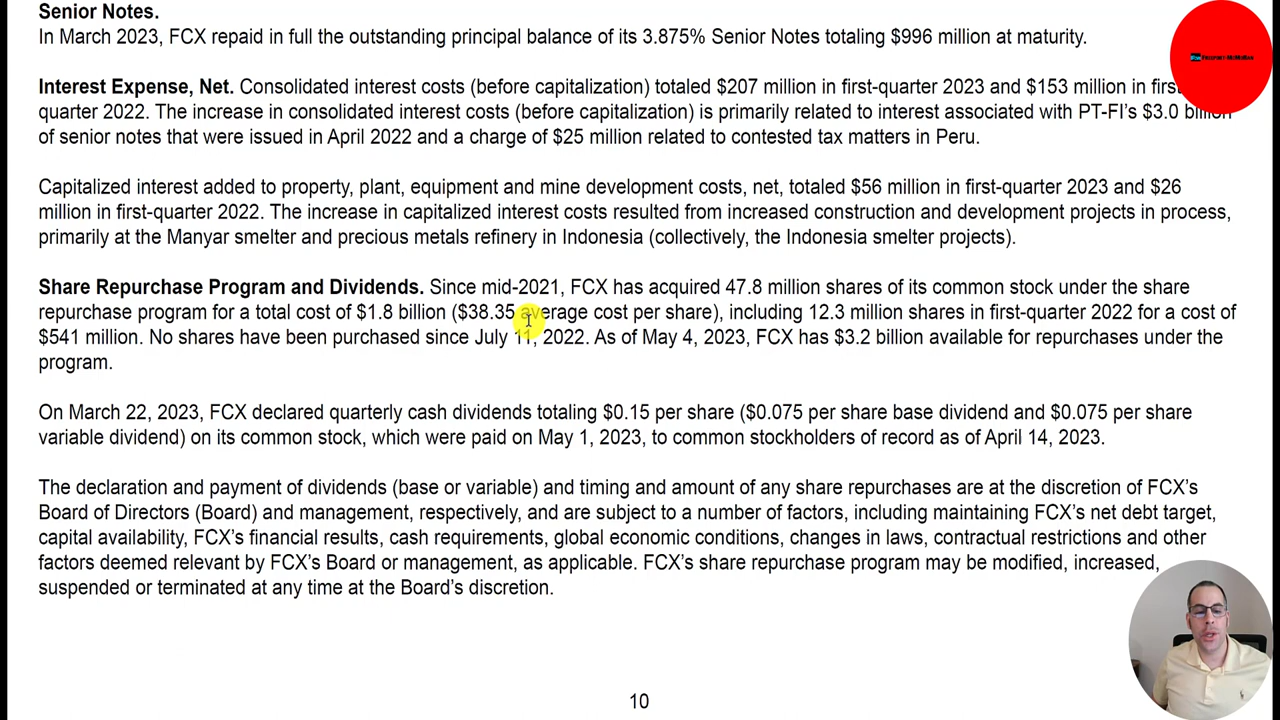 Senior Notes.
In March 2023, FCX repaid in full the outstanding principal balance of its 3.875% Senior Notes totaling $996 million at maturity.
Interest Expense, Net. Consolidated interest costs (before capitalization) totaled $207 million in first-quarter 2023 and $153 million in first-
quarter 2022. The increase in consolidated interest costs (before capitalization) is primarily related to interest associated with PT-FI's $3.0 billion
of senior notes that were issued in April 2022 and a charge of $25 million related to contested tax matters in Peru.
Capitalized interest added to property, plant, equipment and mine development costs, net, totaled $56 million in first-quarter 2023 and $26
million in first-quarter 2022. The increase in capitalized interest costs resulted from increased construction and development projects in process,
primarily at the Manyar smelter and precious metals refinery in Indonesia (collectively, the Indonesia smelter projects).
Share Repurchase Program and Dividends. Since mid-2021, FCX has acquired 47.8 million shares of its common stock under the share
repurchase program for a total cost of $1.8 billion ($38.35 average cost per share), including 12.3 million shares in first-quarter 2022 for a cost of
$541 million. No shares have been purchased since July 11, 2022. As of May 4, 2023, FCX has $3.2 billion available for repurchases under the
program.
On March 22, 2023, FCX declared quarterly cash dividends totaling $0.15 per share ($0.075 per share base dividend and $0.075 per share
variable dividend) on its common stock, which were paid on May 1, 2023, to common stockholders of record as of April 14, 2023.
The declaration and payment of dividends (base or variable) and timing and amount of any share repurchases are at the discretion of FCX's
Board of Directors (Board) and management, respectively, and are subject to a number of factors, including maintaining FCX's net debt target,
capital availability, FCX's financial results, cash requirements, global economic conditions, changes in laws, contractual restrictions and other
factors deemed relevant by FCX's Board or management, as applicable. FCX's share repurchase program may be modified, increased,
suspended or terminated at any time at the Board's discretion.
10